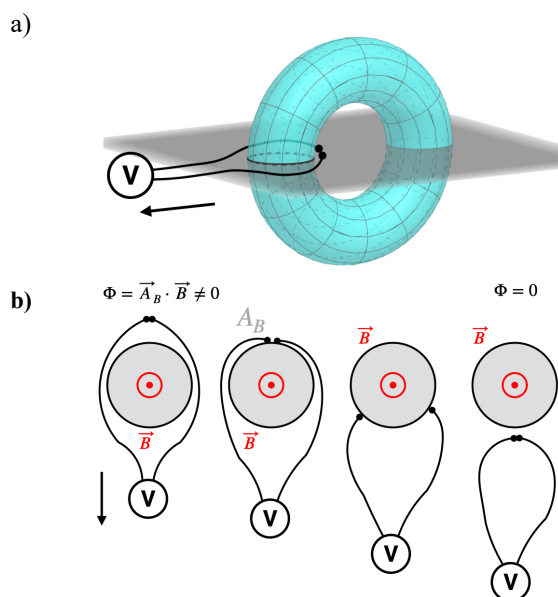 a)
V
b)
Φ = A⃗_B · B⃗ ≠ 0
Φ = 0
A_B
B⃗
B⃗
B⃗
B⃗
V
V
V
V